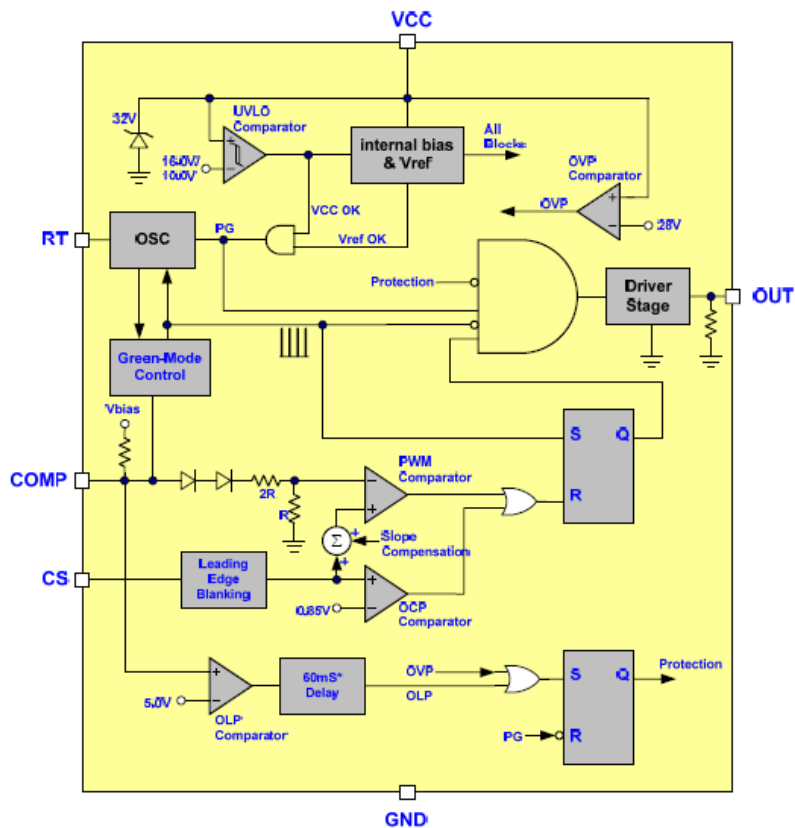 VCC
32V
UVLO
Comparator
16.0V/
10.0V
internal bias
& Vref
All
Blocks
OVP
Comparator
OVP
28V
VCC OK
PG
Vref OK
RT
OSC
Protection
Driver
Stage
OUT
Green-Mode
Control
Vbias
S
Q
R
COMP
2R
R
PWM
Comparator
Σ
+
+
Slope
Compensation
CS
Leading
Edge
Blanking
0.85V
OCP
Comparator
5.0V
OLP
Comparator
60mS*
Delay
OVP
OLP
S
Q
Protection
PG
R
GND